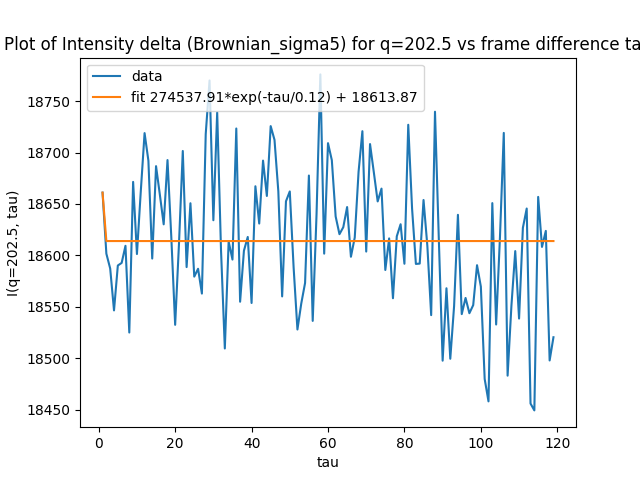 Plot of Intensity delta (Brownian_sigma5) for q=202.5 vs frame difference ta
data
fit 274537.91*exp(-tau/0.12) + 18613.87
18750
18700
18650
18600
18550
18500
18450
I(q=202.5, tau)
0 20 40 60 80 100 120
tau